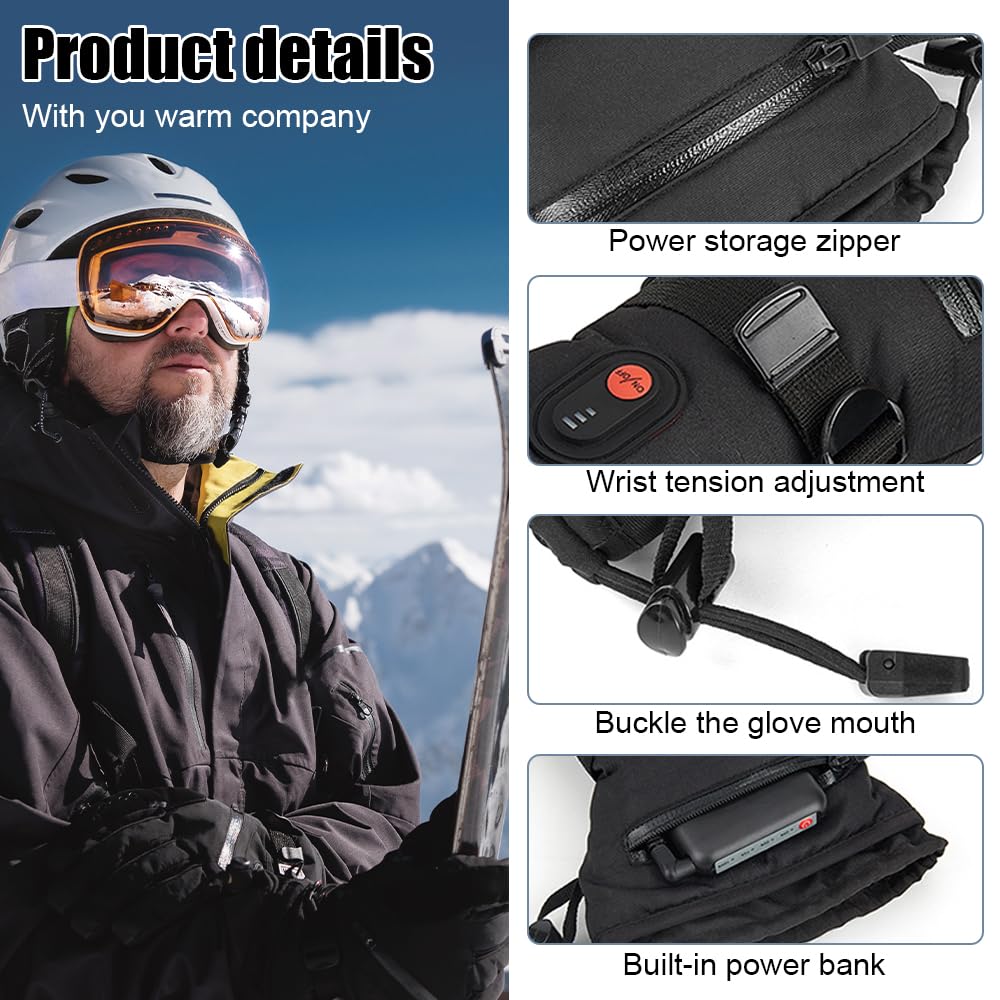 Product details
With you warm company
Power storage zipper
ON/OFF
Wrist tension adjustment
Buckle the glove mouth
Built-in power bank